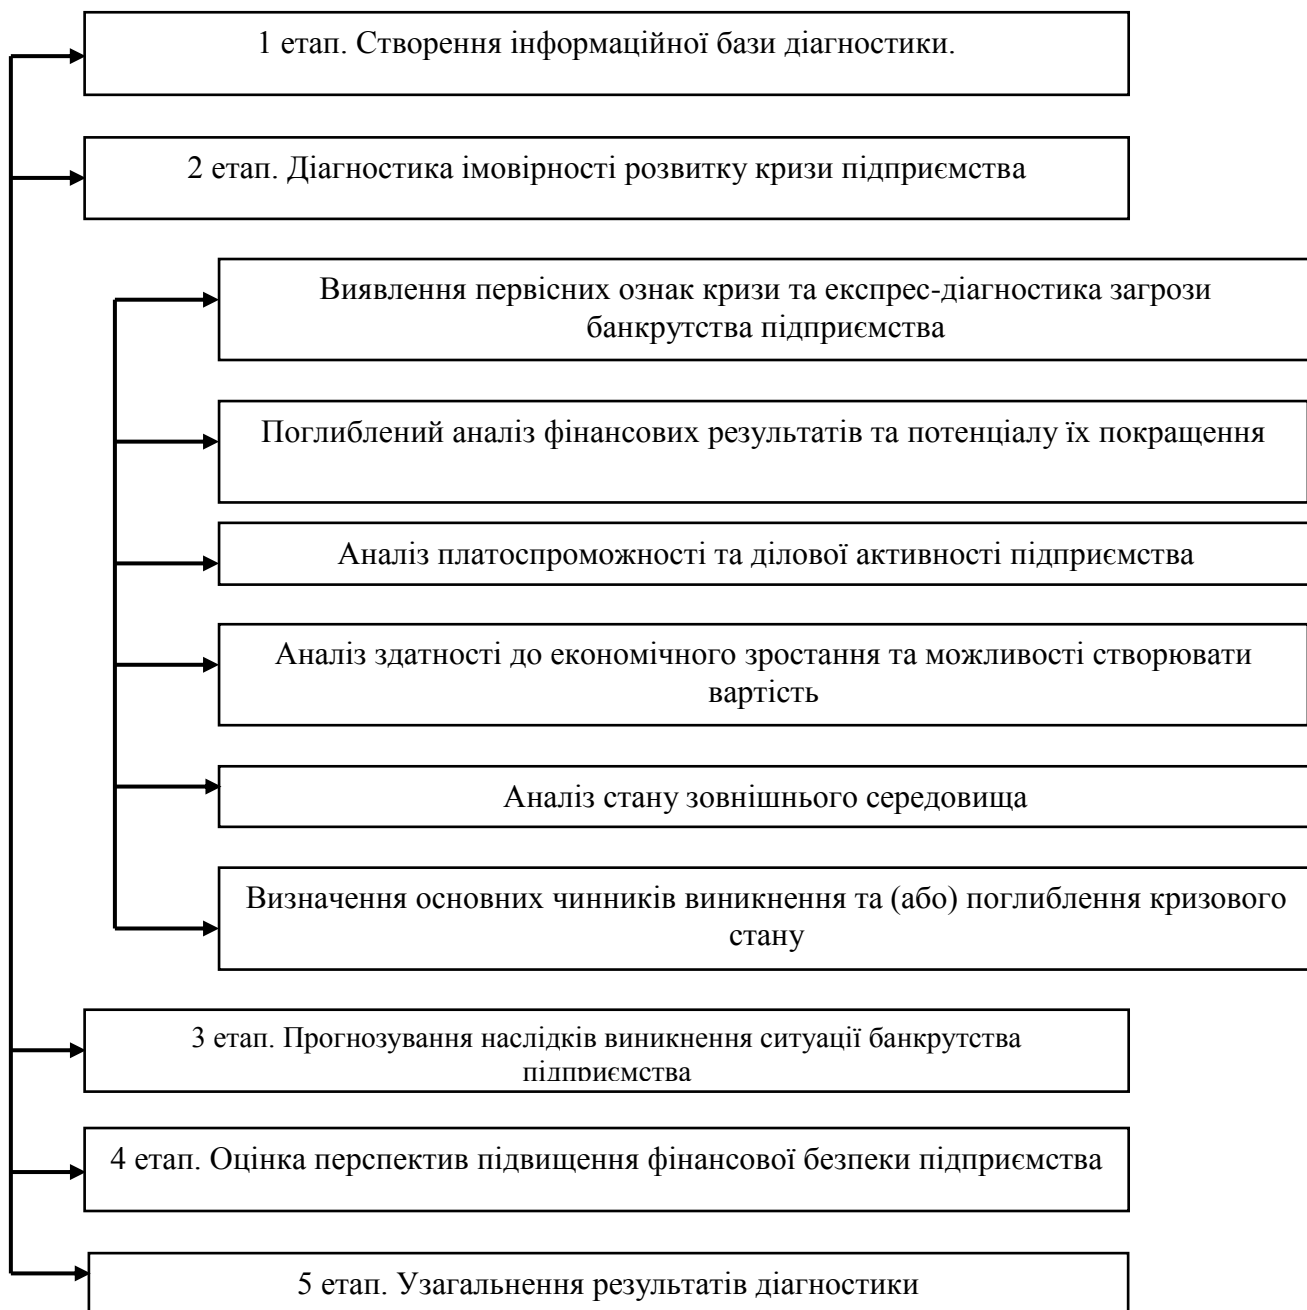 1 етап. Створення інформаційної бази діагностики.
2 етап. Діагностика імовірності розвитку кризи підприємства
Виявлення первісних ознак кризи та експрес-діагностика загрози
банкрутства підприємства
Поглиблений аналіз фінансових результатів та потенціалу їх покращення
Аналіз платоспроможності та ділової активності підприємства
Аналіз здатності до економічного зростання та можливості створювати
вартість
Аналіз стану зовнішнього середовища
Визначення основних чинників виникнення та (або) поглиблення кризового
стану
3 етап. Прогнозування наслідків виникнення ситуації банкрутства
підприємства
4 етап. Оцінка перспектив підвищення фінансової безпеки підприємства
5 етап. Узагальнення результатів діагностики